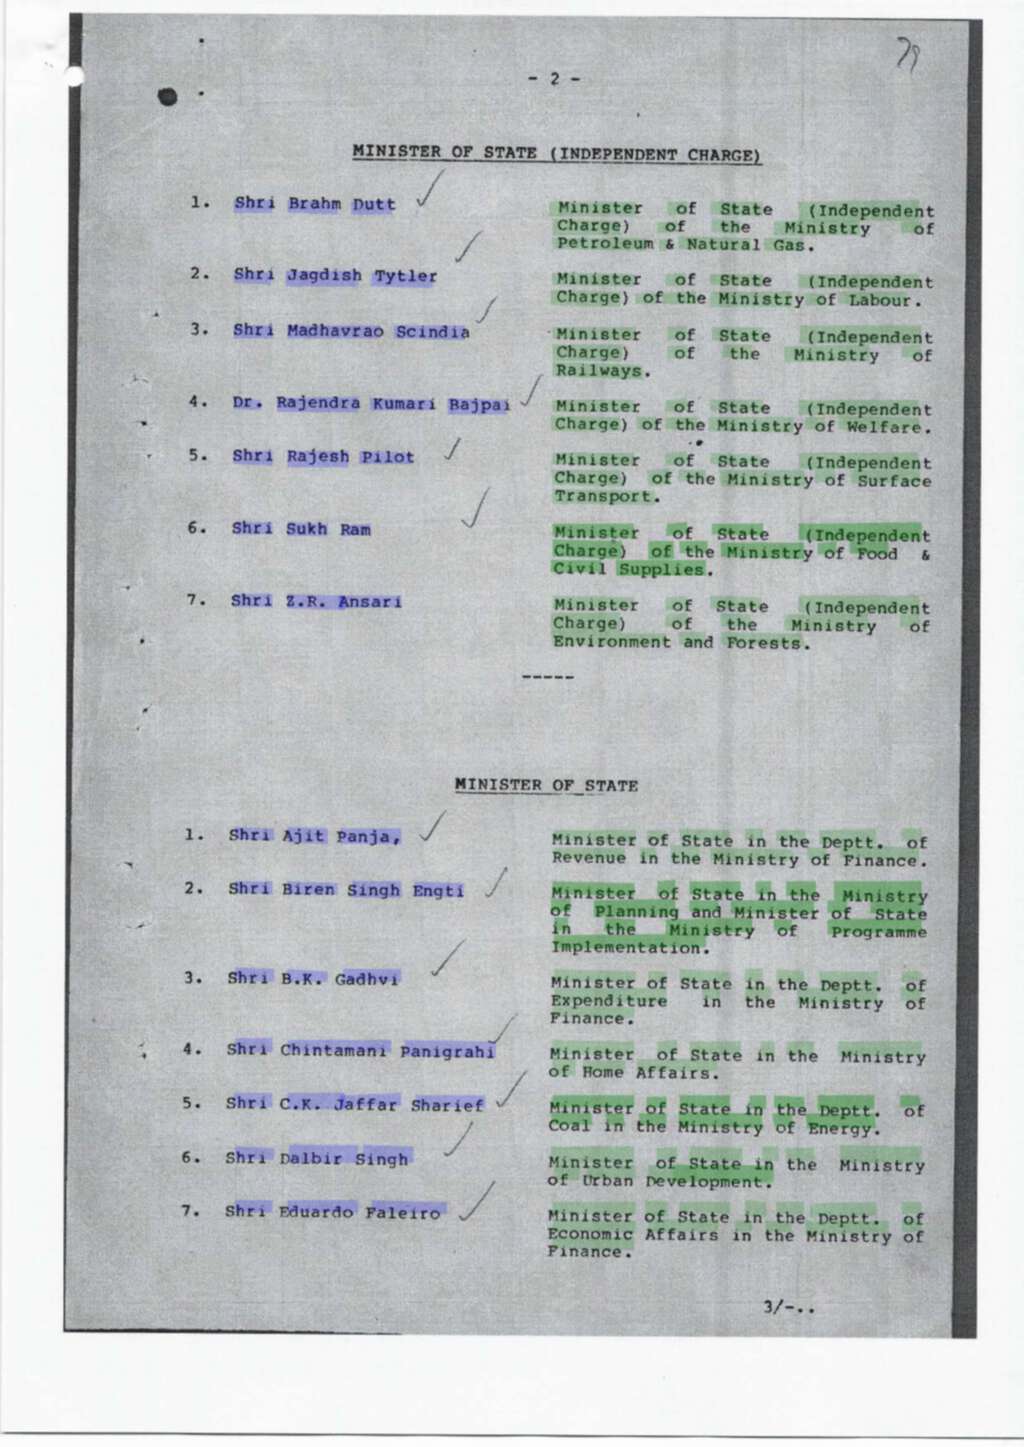 79
- 2 -
MINISTER OF STATE (INDEPENDENT CHARGE)
1. Shri Brahm Dutt ✓ Minister of State (Independent
Charge) of the Ministry of
Petroleum & Natural Gas.
2. Shri Jagdish Tytler ✓ Minister of State (Independent
Charge) of the Ministry of Labour.
3. Shri Madhavrao Scindia ✓ Minister of State (Independent
Charge) of the Ministry of
Railways.
4. Dr. Rajendra Kumari Bajpai ✓ Minister of State (Independent
Charge) of the Ministry of Welfare.
5. Shri Rajesh Pilot ✓ Minister of State (Independent
Charge) of the Ministry of Surface
Transport.
6. Shri Sukh Ram ✓ Minister of State (Independent
Charge) of the Ministry of Food &
Civil Supplies.
7. Shri Z.R. Ansari Minister of State (Independent
Charge) of the Ministry of
Environment and Forests.
-----
MINISTER OF STATE
1. Shri Ajit Panja, ✓ Minister of State in the Deptt. of
Revenue in the Ministry of Finance.
2. Shri Biren Singh Engti ✓ Minister of State in the Ministry
of Planning and Minister of State
in the Ministry of Programme
Implementation.
3. Shri B.K. Gadhvi ✓ Minister of State in the Deptt. of
Expenditure in the Ministry of
Finance.
4. Shri Chintamani Panigrahi ✓ Minister of State in the Ministry
of Home Affairs.
5. Shri C.K. Jaffar Sharief ✓ Minister of State in the Deptt. of
Coal in the Ministry of Energy.
6. Shri Dalbir Singh ✓ Minister of State in the Ministry
of Urban Development.
7. Shri Eduardo Faleiro ✓ Minister of State in the Deptt. of
Economic Affairs in the Ministry of
Finance.
3/-..